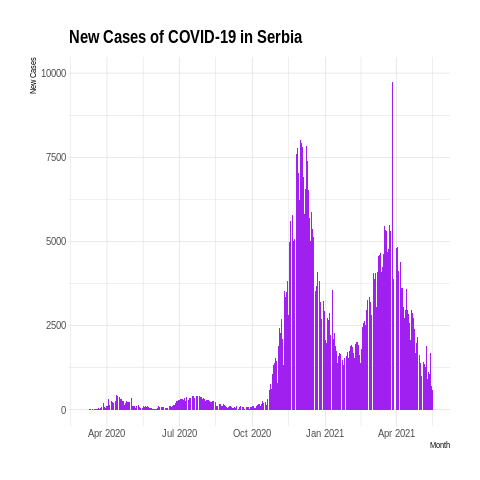 New Cases of COVID-19 in Serbia
New Cases
10000
7500
5000
2500
0
Apr 2020
Jul 2020
Oct 2020
Jan 2021
Apr 2021
Month